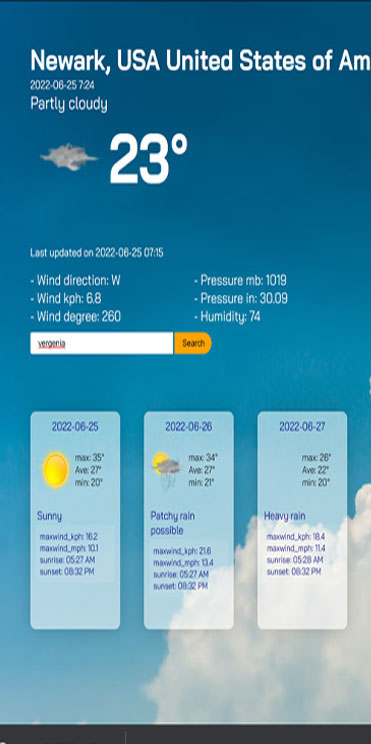 Newark, USA United States of Am
2022-06-25 7:24
Partly cloudy
23°
Last updated on 2022-06-25 07:15
- Wind direction: W
- Wind kph: 6.8
- Wind degree: 260
- Pressure mb: 1019
- Pressure in: 30.09
- Humidity: 74
vergenia
Search
2022-06-25
max: 35°
Ave: 27°
min: 20°
Sunny
maxwind_kph: 16.2
maxwind_mph: 10.1
sunrise: 05:27 AM
sunset: 08:32 PM
2022-06-26
max: 34°
Ave: 27°
min: 21°
Patchy rain
possible
maxwind_kph: 21.6
maxwind_mph: 13.4
sunrise: 05:27 AM
sunset: 08:32 PM
2022-06-27
max: 26°
Ave: 22°
min: 20°
Heavy rain
maxwind_kph: 18.4
maxwind_mph: 11.4
sunrise: 05:28 AM
sunset: 08:32 PM